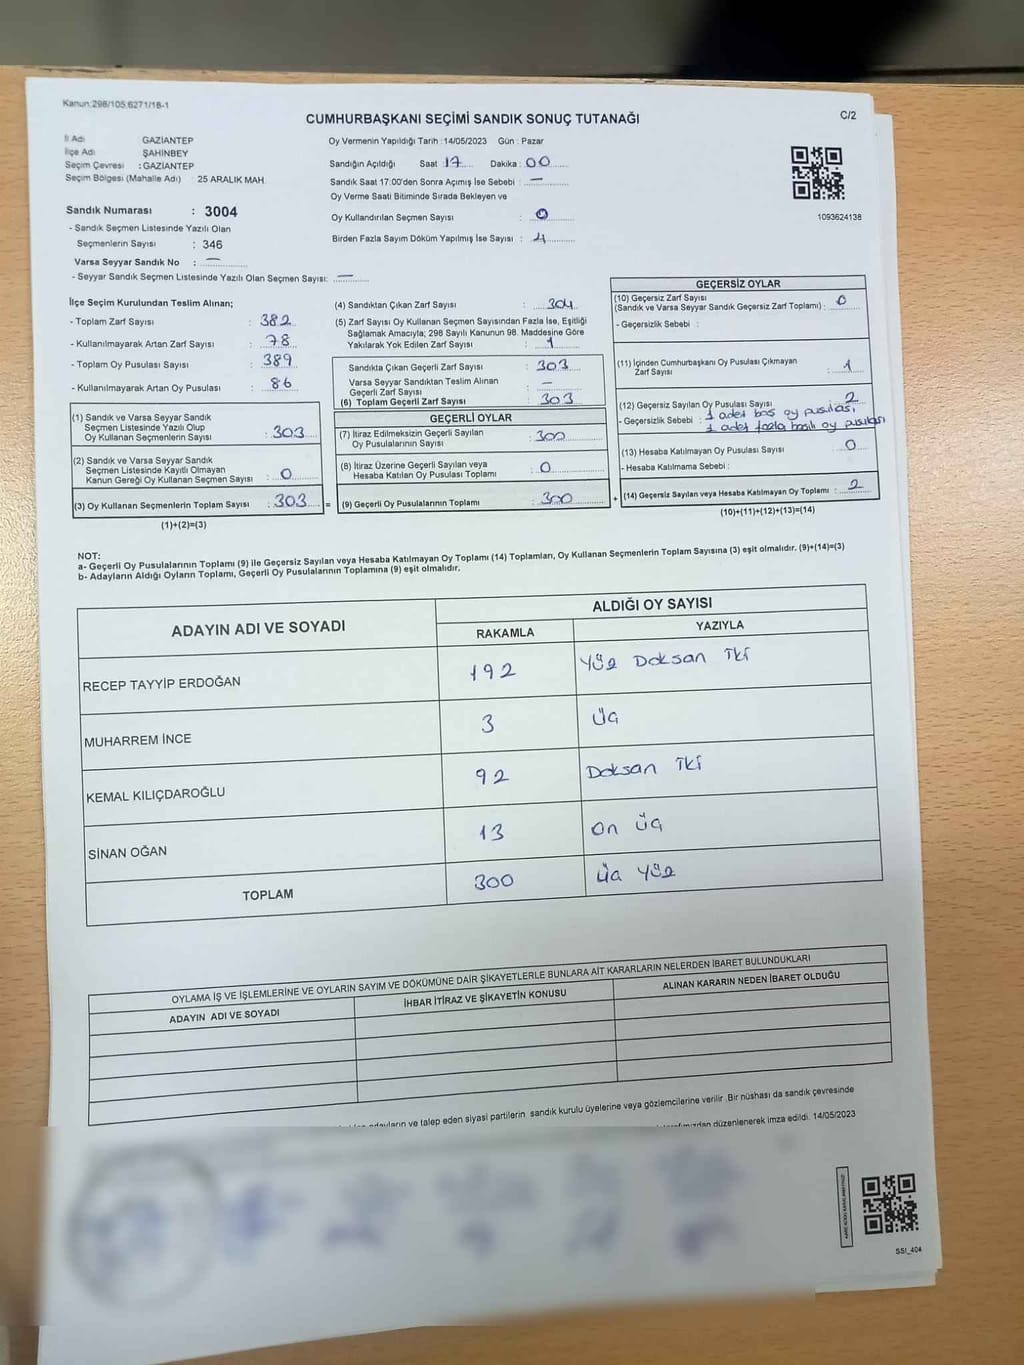 Kanun:298/105;6271/18-1
C/2
CUMHURBAŞKANI SEÇİMİ SANDIK SONUÇ TUTANAĞI
İl Adı GAZİANTEP
İlçe Adı ŞAHİNBEY
Seçim Çevresi : GAZİANTEP
Seçim Bölgesi (Mahalle Adı) : 25 ARALIK MAH.
Oy Vermenin Yapıldığı Tarih : 14/05/2023 Gün : Pazar
Sandığın Açıldığı Saat 17 Dakika : 00
Sandık Saat 17:00'den Sonra Açımış İse Sebebi : —
Oy Verme Saati Bitiminde Sırada Bekleyen ve
Oy Kullandırılan Seçmen Sayısı : 0
Birden Fazla Sayım Döküm Yapılmış İse Sayısı : 4
1093624138
Sandık Numarası : 3004
- Sandık Seçmen Listesinde Yazılı Olan
Seçmenlerin Sayısı : 346
Varsa Seyyar Sandık No : —
- Seyyar Sandık Seçmen Listesinde Yazılı Olan Seçmen Sayısı: —
İlçe Seçim Kurulundan Teslim Alınan;
- Toplam Zarf Sayısı : 382
- Kullanılmayarak Artan Zarf Sayısı : 78
- Toplam Oy Pusulası Sayısı : 389
- Kullanılmayarak Artan Oy Pusulası : 86
(1) Sandık ve Varsa Seyyar Sandık
Seçmen Listesinde Yazılı Olup
Oy Kullanan Seçmenlerin Sayısı : 303
(2) Sandık ve Varsa Seyyar Sandık
Seçmen Listesinde Kayıtlı Olmayan
Kanun Gereği Oy Kullanan Seçmen Sayısı : 0
(3) Oy Kullanan Seçmenlerin Toplam Sayısı : 303 =
(1)+(2)=(3)
(4) Sandıktan Çıkan Zarf Sayısı : 304
(5) Zarf Sayısı Oy Kullanan Seçmen Sayısından Fazla İse, Eşitliği
Sağlamak Amacıyla; 298 Sayılı Kanunun 98. Maddesine Göre
Yakılarak Yok Edilen Zarf Sayısı : 1
Sandıkta Çıkan Geçerli Zarf Sayısı : 303
Varsa Seyyar Sandıktan Teslim Alınan
Geçerli Zarf Sayısı : —
(6) Toplam Geçerli Zarf Sayısı : 303
GEÇERLİ OYLAR
(7) İtiraz Edilmeksizin Geçerli Sayılan
Oy Pusulalarının Sayısı : 300
(8) İtiraz Üzerine Geçerli Sayılan veya
Hesaba Katılan Oy Pusulası Toplamı : 0
(9) Geçerli Oy Pusulalarının Toplamı : 300 +
GEÇERSİZ OYLAR
(10) Geçersiz Zarf Sayısı
(Sandık ve Varsa Seyyar Sandık Geçersiz Zarf Toplamı) : 0
- Geçersizlik Sebebi :
(11) İçinden Cumhurbaşkanı Oy Pusulası Çıkmayan
Zarf Sayısı : 1
(12) Geçersiz Sayılan Oy Pusulası Sayısı : 2
- Geçersizlik Sebebi : 1 adet boş oy pusulası,
1 adet fazla basılı oy pusulası
(13) Hesaba Katılmayan Oy Pusulası Sayısı : 0
- Hesaba Katılmama Sebebi :
(14) Geçersiz Sayılan veya Hesaba Katılmayan Oy Toplamı : 2
(10)+(11)+(12)+(13)=(14)
NOT:
a- Geçerli Oy Pusulalarının Toplamı (9) ile Geçersiz Sayılan veya Hesaba Katılmayan Oy Toplamı (14) Toplamları, Oy Kullanan Seçmenlerin Toplam Sayısına (3) eşit olmalıdır. (9)+(14)=(3)
b- Adayların Aldığı Oyların Toplamı, Geçerli Oy Pusulalarının Toplamına (9) eşit olmalıdır.
ADAYIN ADI VE SOYADI
ALDIĞI OY SAYISI
RAKAMLA YAZIYLA
RECEP TAYYİP ERDOĞAN 192 Yüz Doksan İki
MUHARREM İNCE 3 Üç
KEMAL KILIÇDAROĞLU 92 Doksan İki
SİNAN OĞAN 13 On Üç
TOPLAM 300 Üç Yüz
OYLAMA İŞ VE İŞLEMLERİNE VE OYLARIN SAYIM VE DÖKÜMÜNE DAİR ŞİKAYETLERLE BUNLARA AİT KARARLARIN NELERDEN İBARET BULUNDUKLARI
ADAYIN ADI VE SOYADI İHBAR İTİRAZ VE ŞİKAYETİN KONUSU ALINAN KARARIN NEDEN İBARET OLDUĞU
ve talep eden siyasi partilerin sandık kurulu üyelerine veya gözlemcilerine verilir. Bir nüshası da sandık çevresinde
düzenlenerek imza edildi. 14/05/2023
SSI_404